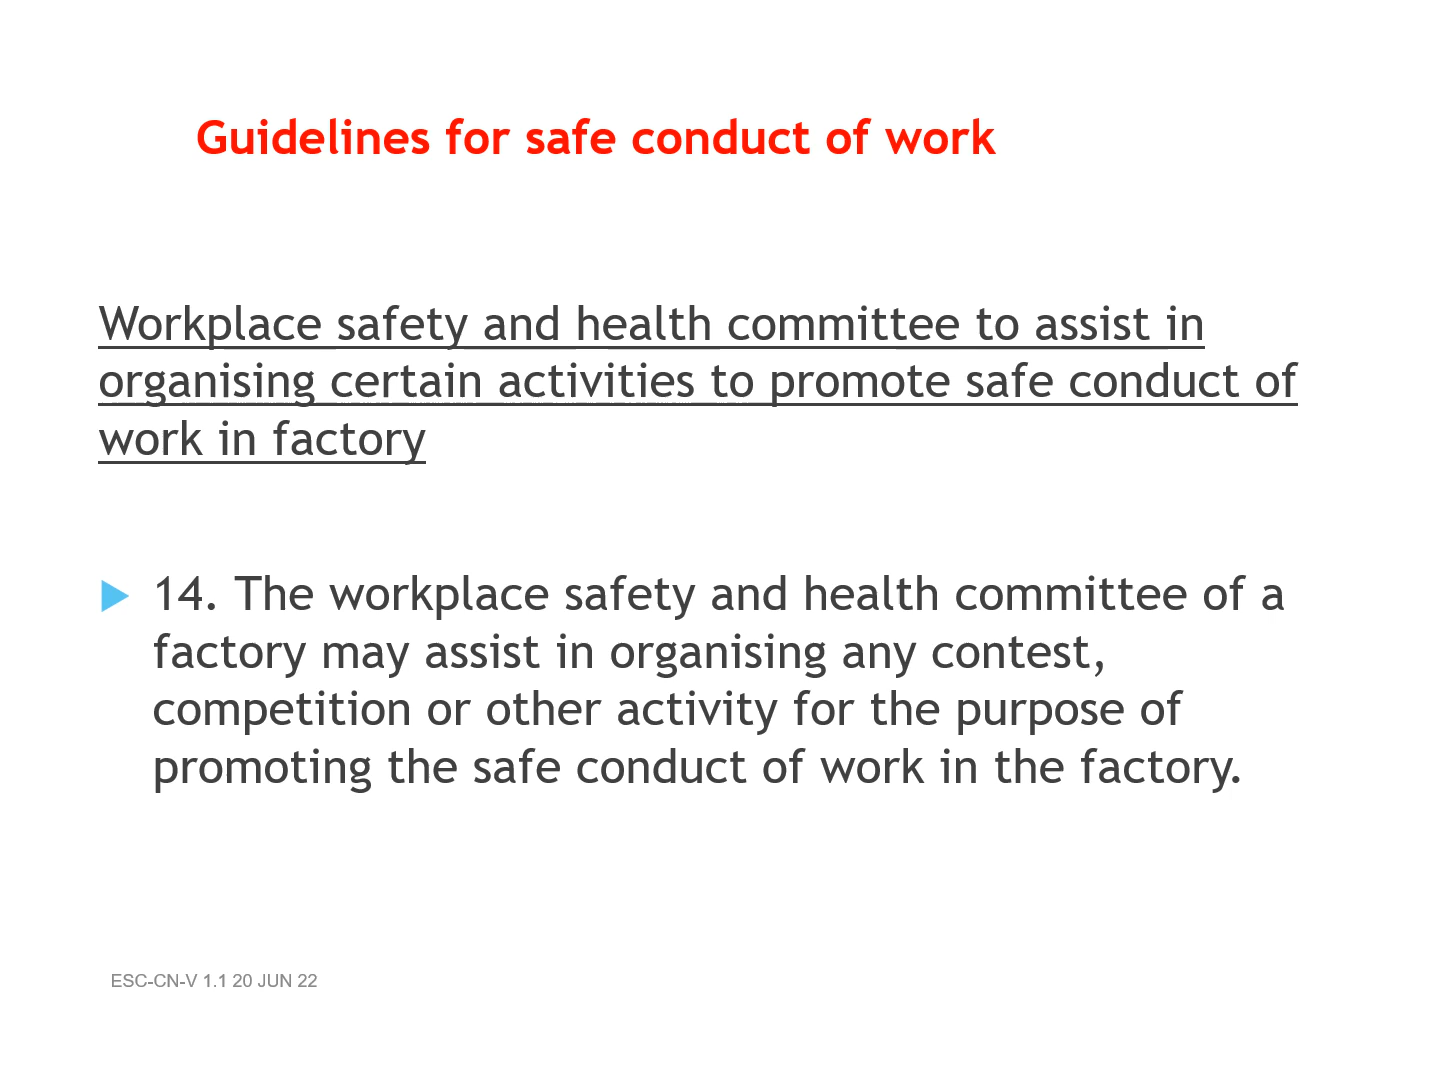 Guidelines for safe conduct of work
Workplace safety and health committee to assist in
organising certain activities to promote safe conduct of
work in factory
14. The workplace safety and health committee of a
factory may assist in organising any contest,
competition or other activity for the purpose of
promoting the safe conduct of work in the factory.
ESC-CN-V 1.1 20 JUN 22